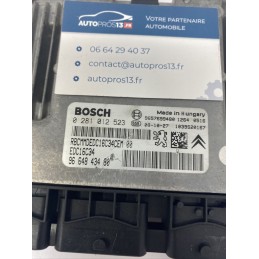 AUTOPROS13.FR
VOTRE PARTENAIRE
AUTOMOBILE
06 64 29 40 37
contact@autopros13.fr
autopros13.fr
BOSCH
Made in Hungary
0 281 012 523
EDC16C34
96 648 434 80